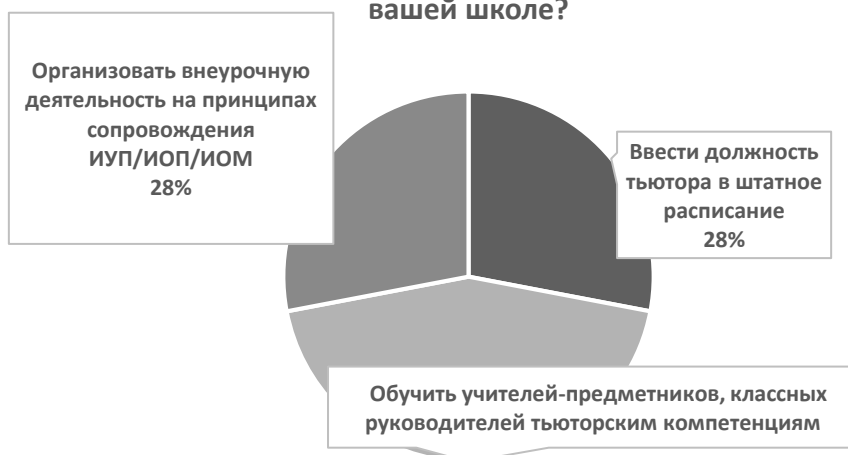 вашей школе?
Организовать внеурочную
деятельность на принципах
сопровождения
ИУП/ИОП/ИОМ
28%
Ввести должность
тьютора в штатное
расписание
28%
Обучить учителей-предметников, классных
руководителей тьюторским компетенциям